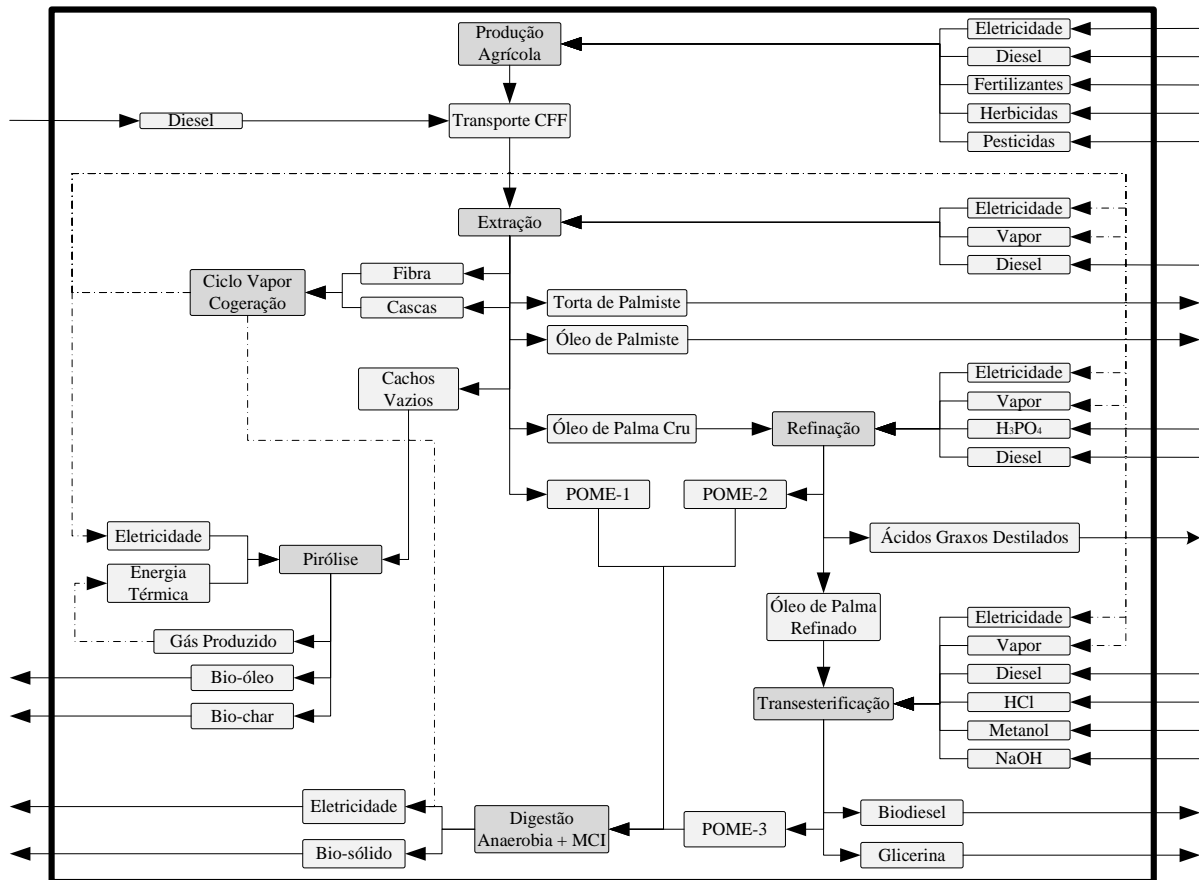 Produção
Agrícola
Eletricidade
Diesel
Fertilizantes
Herbicidas
Pesticidas
Diesel
Transporte CFF
Extração
Eletricidade
Vapor
Diesel
Ciclo Vapor
Cogeração
Fibra
Cascas
Torta de Palmiste
Óleo de Palmiste
Cachos
Vazios
Óleo de Palma Cru
Refinação
Eletricidade
Vapor
H₃PO₄
Diesel
POME-1
POME-2
Eletricidade
Energia
Térmica
Pirólise
Ácidos Graxos Destilados
Gás Produzido
Bio-óleo
Bio-char
Óleo de Palma
Refinado
Transesterificação
Eletricidade
Vapor
Diesel
HCl
Metanol
NaOH
Eletricidade
Bio-sólido
Digestão
Anaerobia + MCI
POME-3
Biodiesel
Glicerina